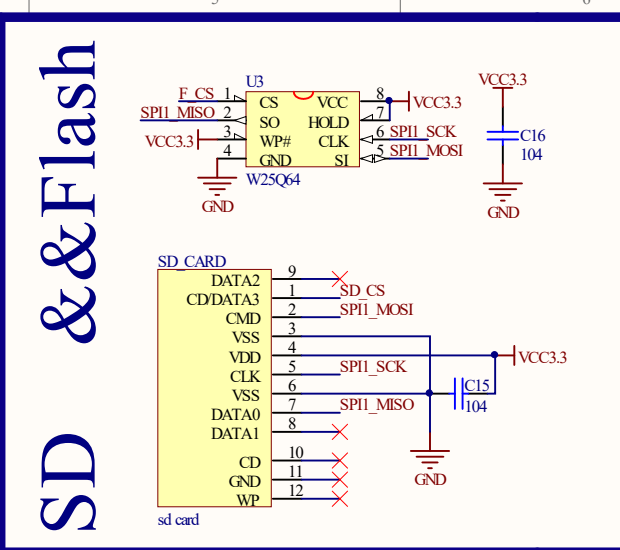 SD &&Flash
U3
F_CS 1 CS VCC 8 VCC3.3
SPI1_MISO 2 SO HOLD 7
VCC3.3 3 WP# CLK 6 SPI1_SCK
4 GND SI 5 SPI1_MOSI
W25Q64
GND
VCC3.3
C16
104
GND
SD_CARD
DATA2 9
CD/DATA3 1 SD_CS
CMD 2 SPI1_MOSI
VSS 3
VDD 4 VCC3.3
CLK 5 SPI1_SCK
VSS 6
DATA0 7 SPI1_MISO
DATA1 8
C15
104
CD 10
GND 11
WP 12
GND
sd card